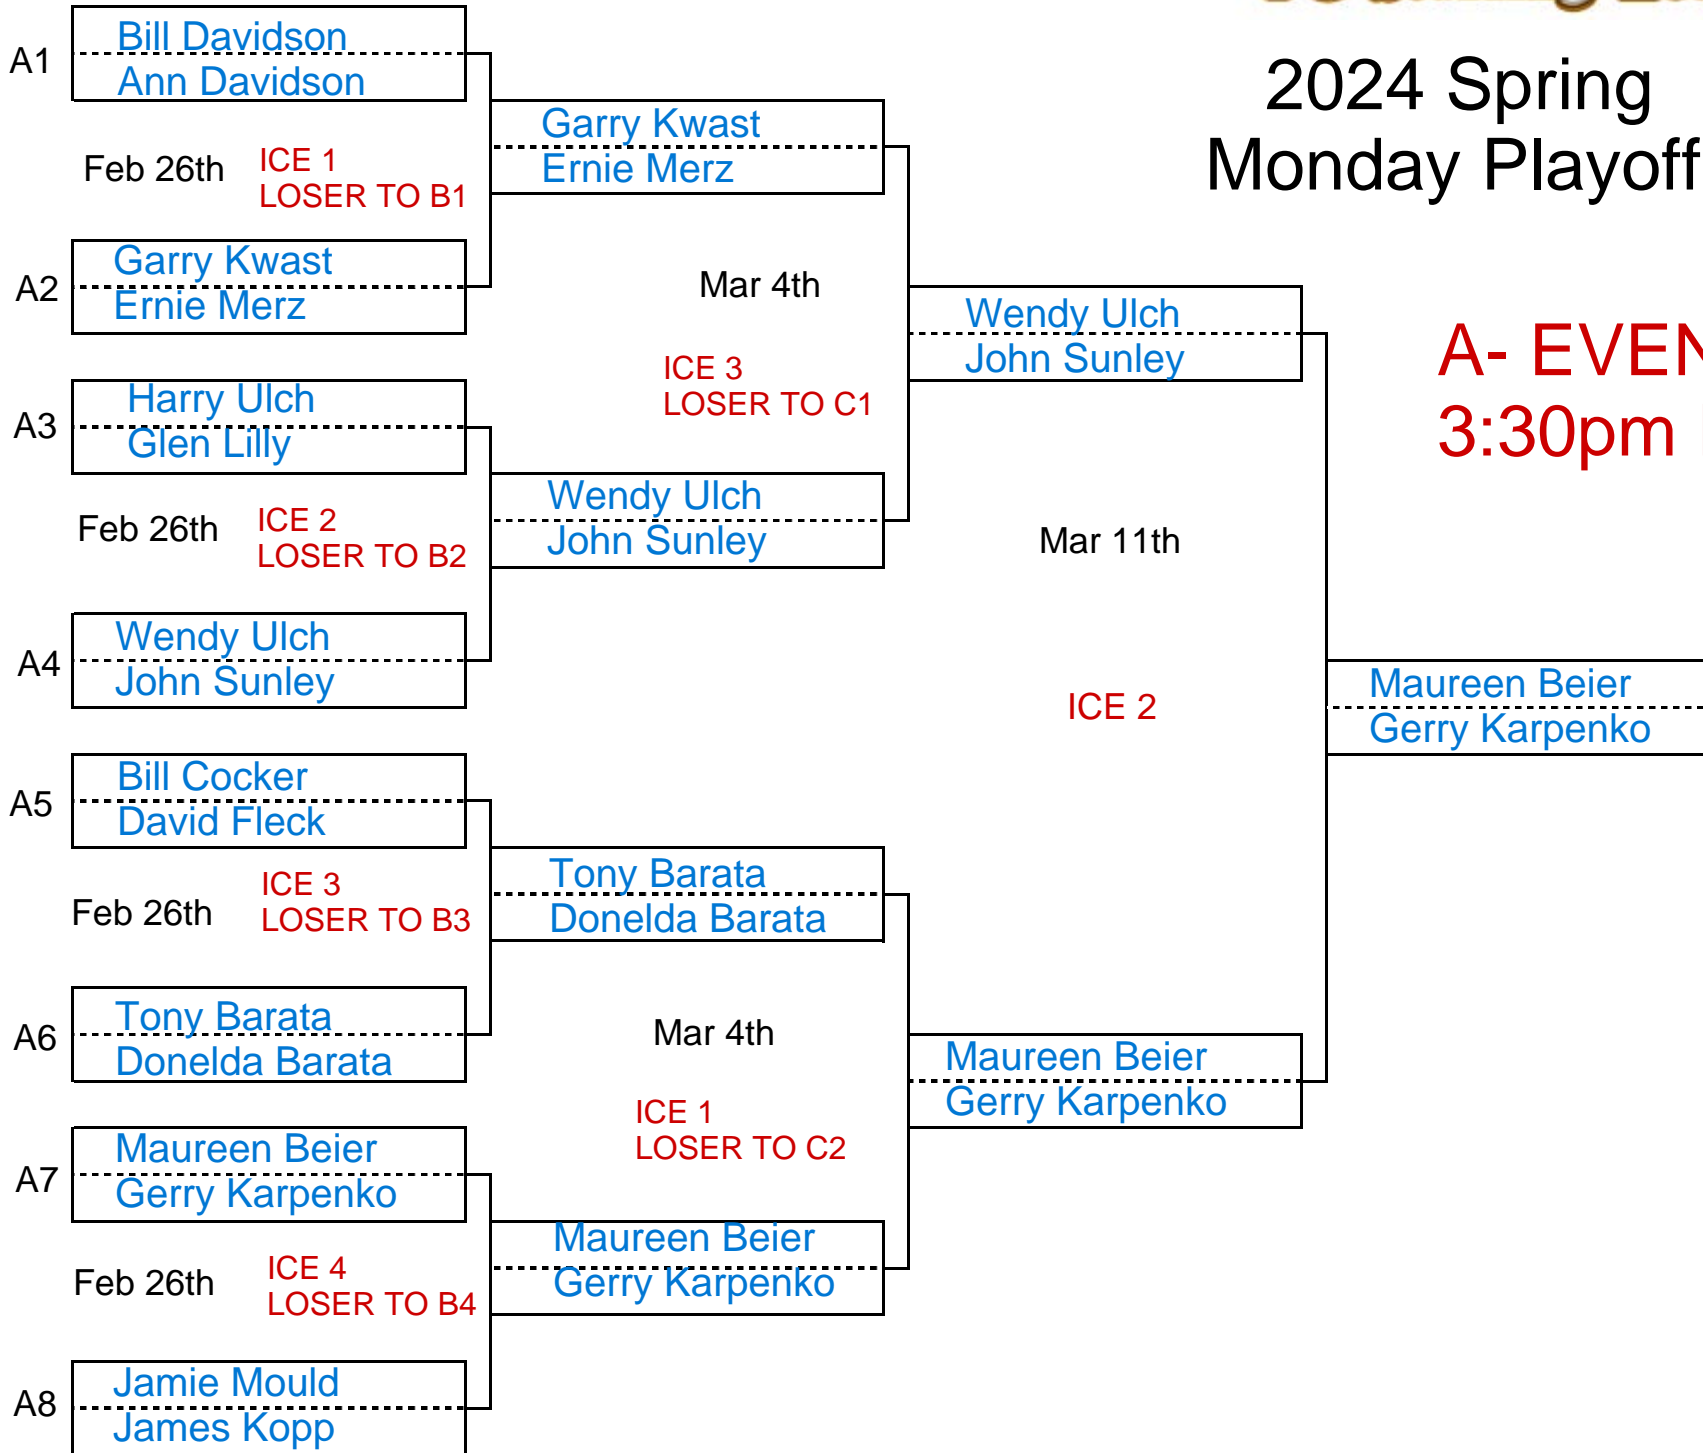 2024 Spring
Monday Playoff
A- EVEN
3:30pm
A1
Bill Davidson
Ann Davidson
Feb 26th
ICE 1
LOSER TO B1
A2
Garry Kwast
Ernie Merz
A3
Harry Ulch
Glen Lilly
Feb 26th
ICE 2
LOSER TO B2
A4
Wendy Ulch
John Sunley
A5
Bill Cocker
David Fleck
Feb 26th
ICE 3
LOSER TO B3
A6
Tony Barata
Donelda Barata
A7
Maureen Beier
Gerry Karpenko
Feb 26th
ICE 4
LOSER TO B4
A8
Jamie Mould
James Kopp
Garry Kwast
Ernie Merz
Mar 4th
ICE 3
LOSER TO C1
Wendy Ulch
John Sunley
Tony Barata
Donelda Barata
Mar 4th
ICE 1
LOSER TO C2
Maureen Beier
Gerry Karpenko
Wendy Ulch
John Sunley
Mar 11th
ICE 2
Maureen Beier
Gerry Karpenko
Maureen Beier
Gerry Karpenko